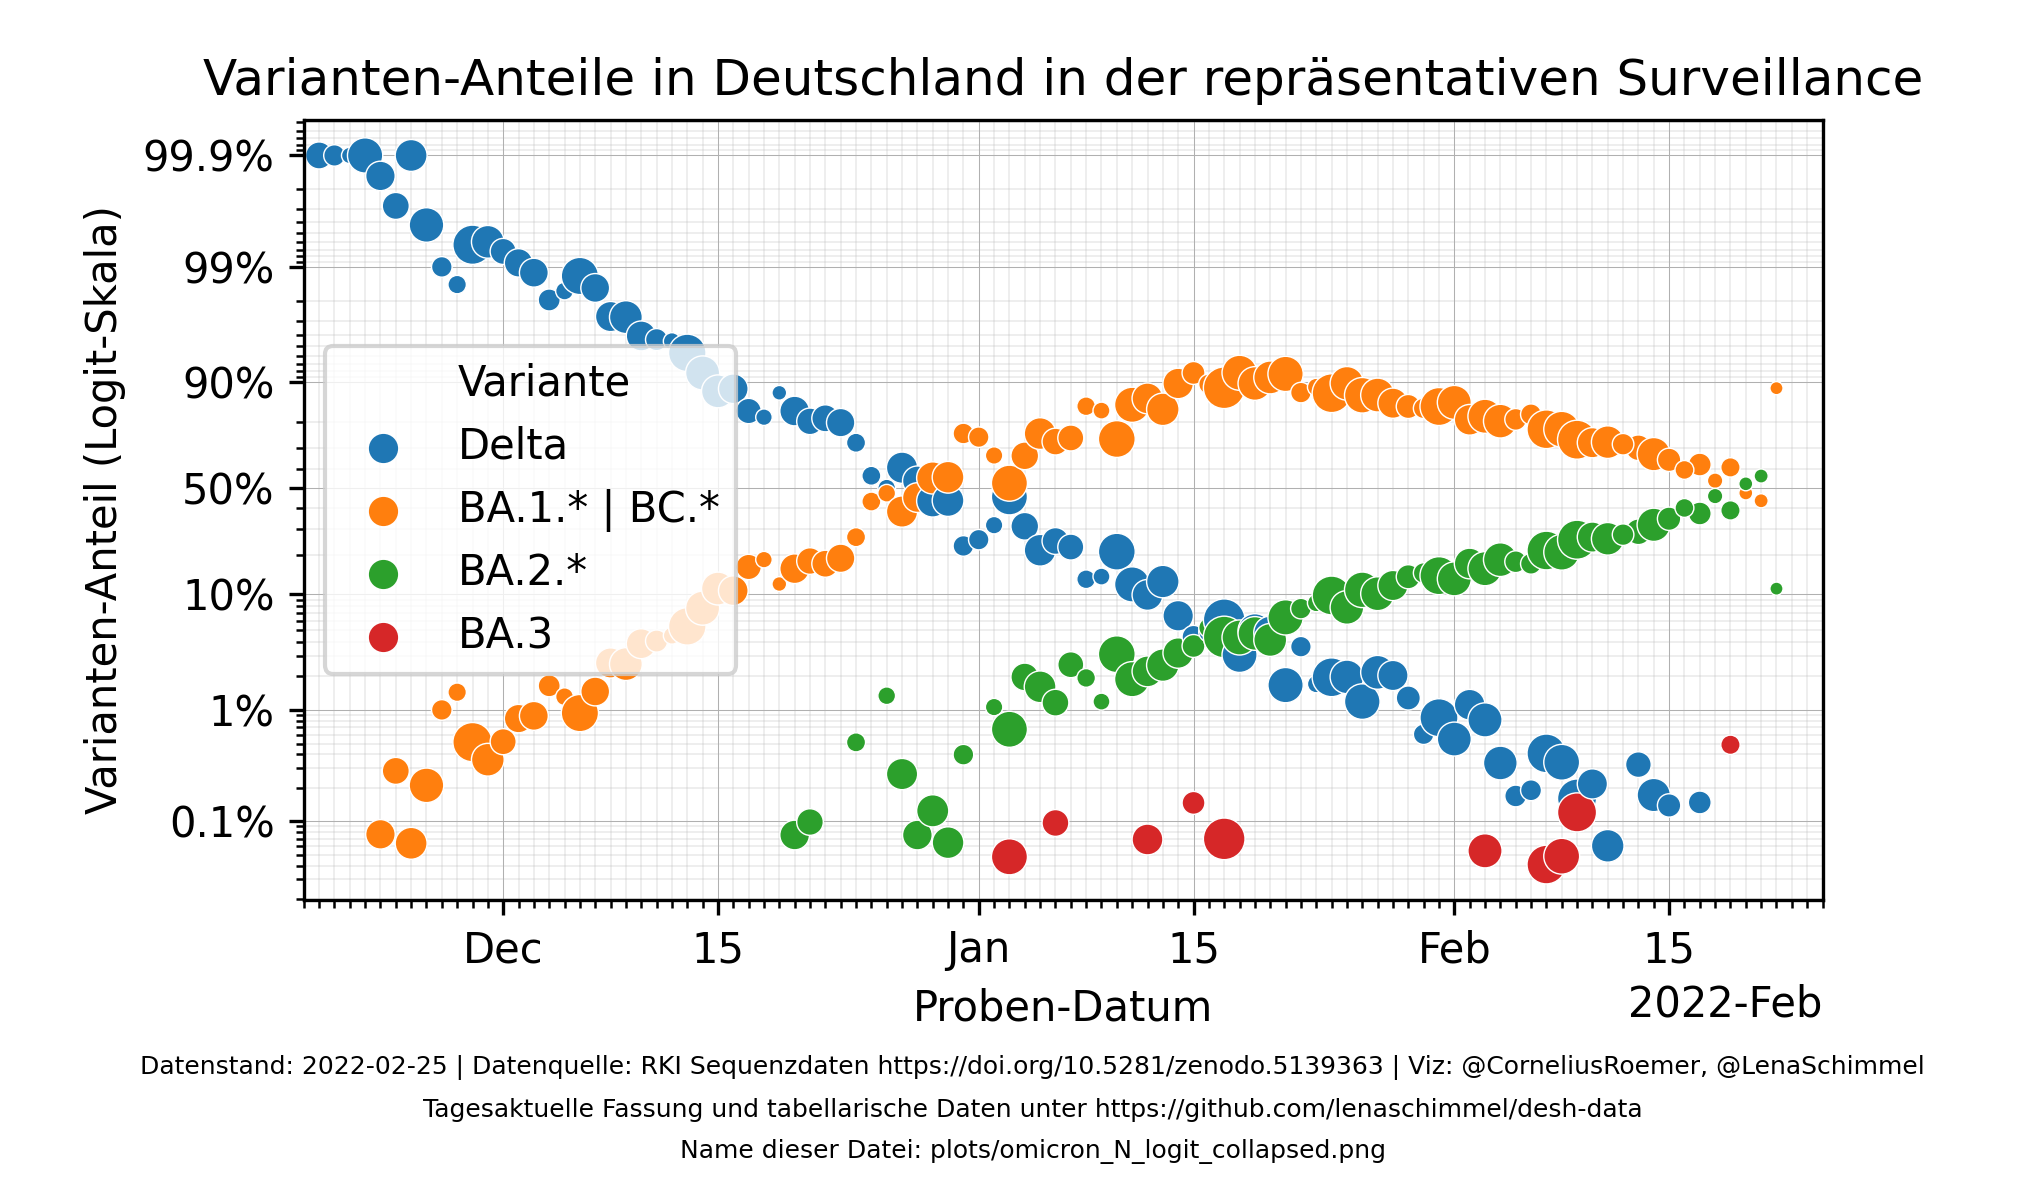 Varianten-Anteile in Deutschland in der repräsentativen Surveillance
Varianten-Anteil (Logit-Skala)
99.9%
99%
90%
50%
10%
1%
0.1%
Variante
Delta
BA.1.* | BC.*
BA.2.*
BA.3
Dec 15 Jan 15 Feb 15
Proben-Datum
2022-Feb
Datenstand: 2022-02-25 | Datenquelle: RKI Sequenzdaten https://doi.org/10.5281/zenodo.5139363 | Viz: @CorneliusRoemer, @LenaSchimmel
Tagesaktuelle Fassung und tabellarische Daten unter https://github.com/lenaschimmel/desh-data
Name dieser Datei: plots/omicron_N_logit_collapsed.png